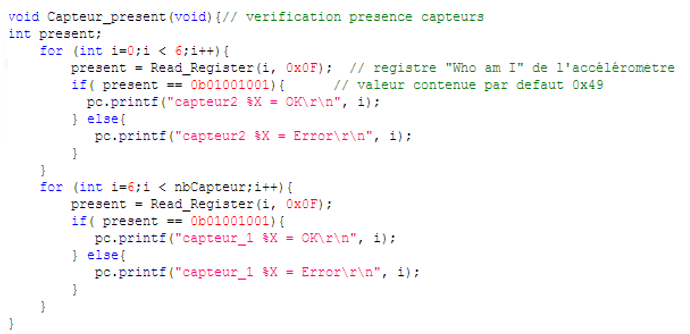 void Capteur_present(void){// verification presence capteurs
int present;
    for (int i=0;i < 6;i++){
        present = Read_Register(i, 0x0F);  // registre "Who am I" de l'accéléromètre
        if( present == 0b01001001){      // valeur contenue par defaut 0x49
          pc.printf("capteur2 %X = OK\r\n", i);
        } else{
           pc.printf("capteur2 %X = Error\r\n", i);
        }
    }
    for (int i=6;i < nbCapteur;i++){
        present = Read_Register(i, 0x0F);
        if( present == 0b01001001){
           pc.printf("capteur_1 %X = OK\r\n", i);
        } else{
           pc.printf("capteur_1 %X = Error\r\n", i);
        }
    }
}